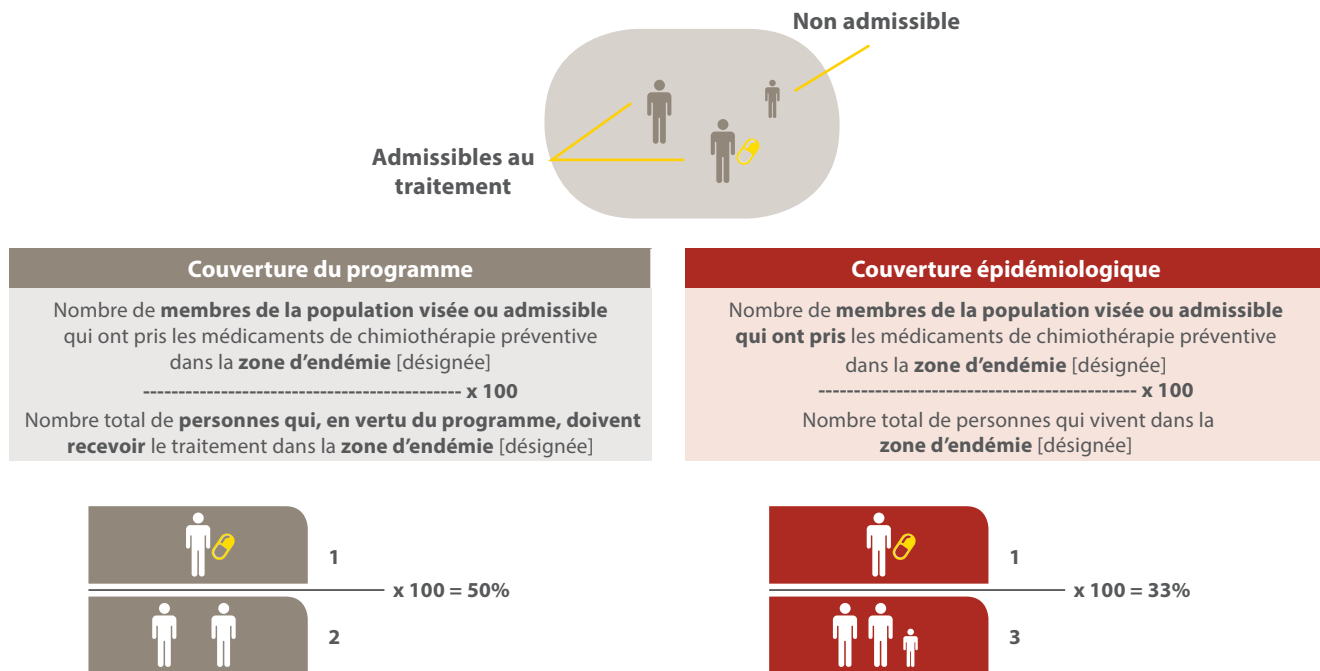 Non admissible
Admissibles au
traitement
Couverture du programme
Nombre de membres de la population visée ou admissible
qui ont pris les médicaments de chimiothérapie préventive
dans la zone d’endémie [désignée]
--------------------------------------------- x 100
Nombre total de personnes qui, en vertu du programme, doivent
recevoir le traitement dans la zone d’endémie [désignée]
1
x 100 = 50%
2
Couverture épidémiologique
Nombre de membres de la population visée ou admissible
qui ont pris les médicaments de chimiothérapie préventive
dans la zone d’endémie [désignée]
--------------------------------------------- x 100
Nombre total de personnes qui vivent dans la
zone d’endémie [désignée]
1
x 100 = 33%
3